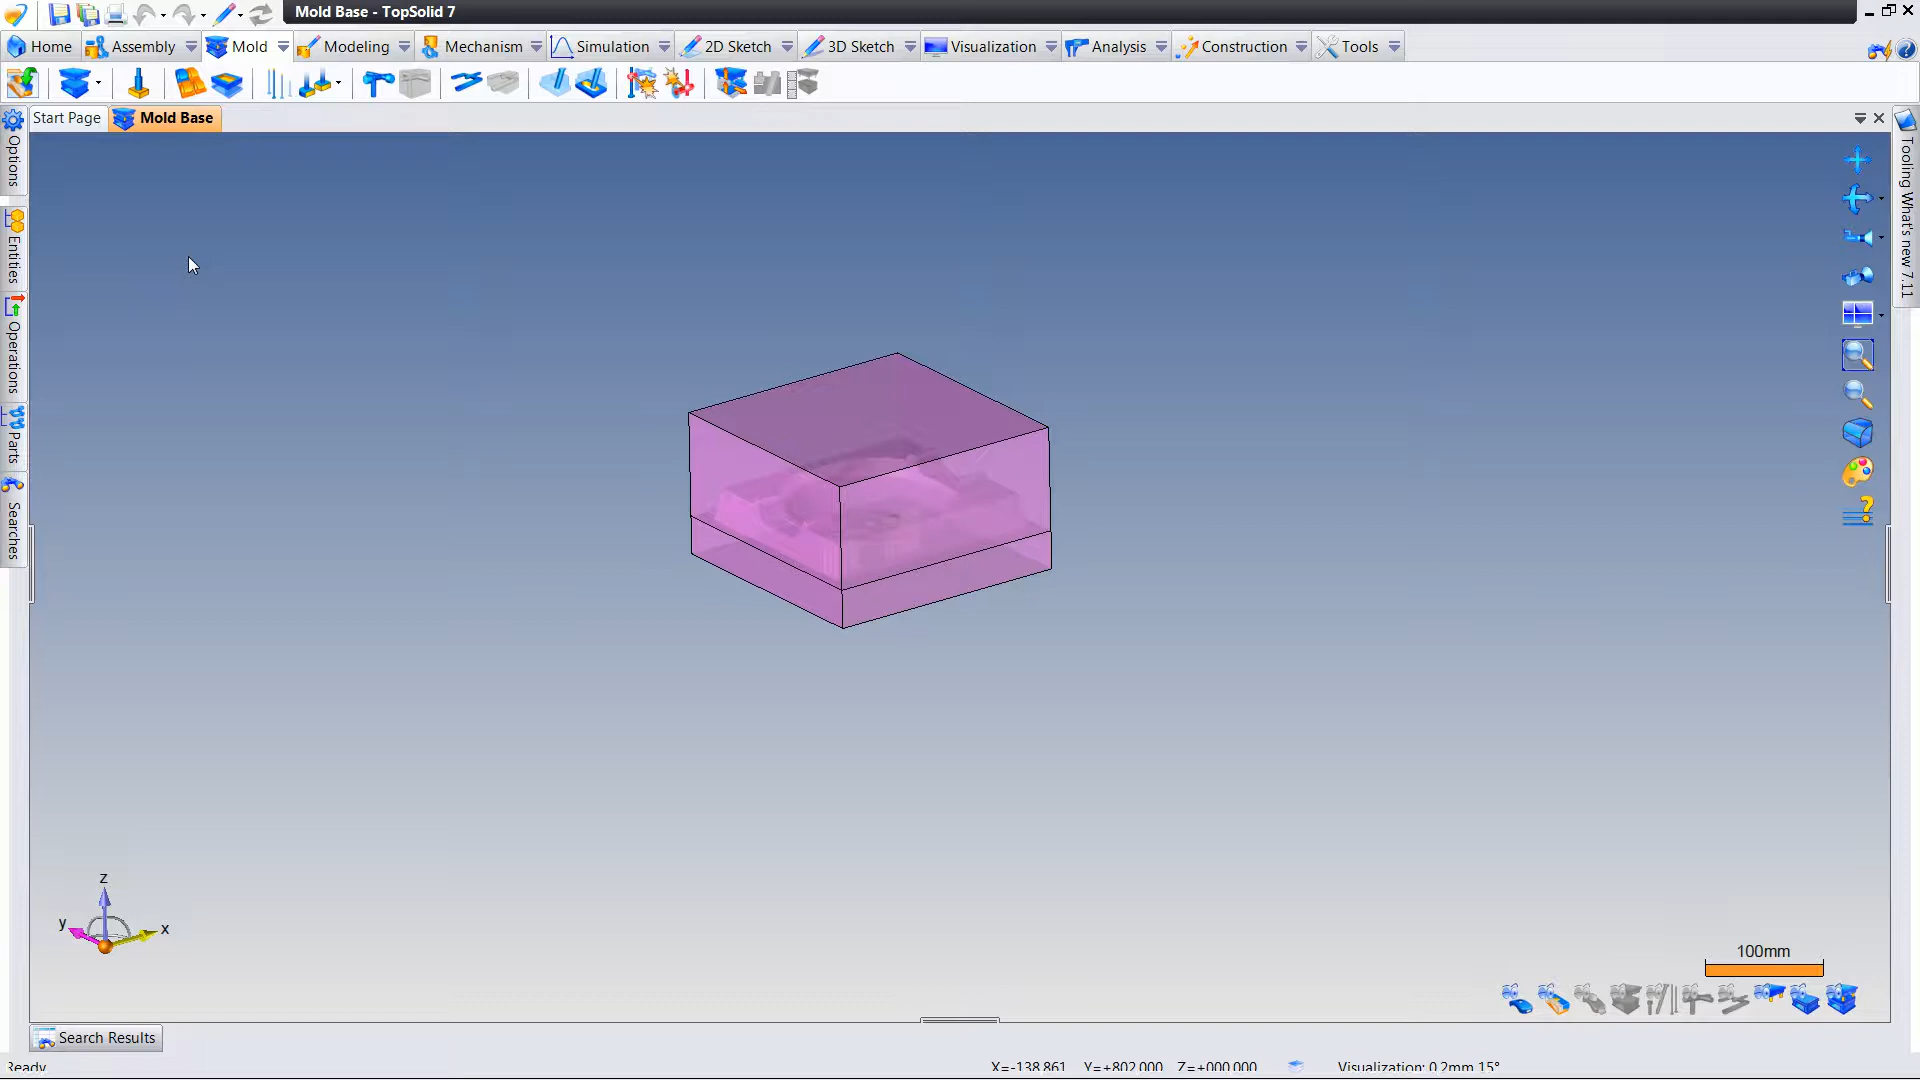 Mold Base - TopSolid 7
Home Assembly Mold Modeling Mechanism Simulation 2D Sketch 3D Sketch Visualization Analysis Construction Tools
Start Page Mold Base
Options
Entities
Operations
Parts
Searches
Tooling What's new 7.11
z
y
x
100mm
Search Results
Ready
X=-138.861 Y=+802.000 Z=+000.000 Visualization: 0.2mm 15°